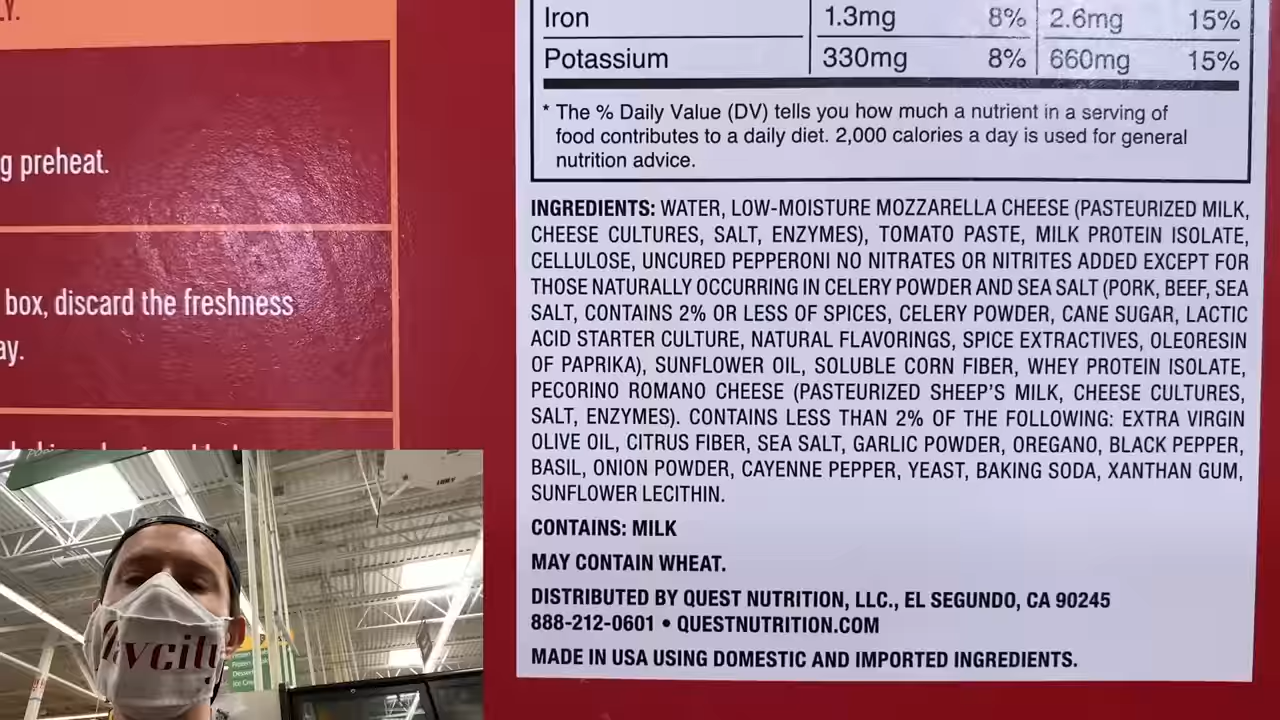 LY.
g preheat.
box, discard the freshness
ay.
Iron 1.3mg 8% 2.6mg 15%
Potassium 330mg 8% 660mg 15%
* The % Daily Value (DV) tells you how much a nutrient in a serving of
food contributes to a daily diet. 2,000 calories a day is used for general
nutrition advice.
INGREDIENTS: WATER, LOW-MOISTURE MOZZARELLA CHEESE (PASTEURIZED MILK,
CHEESE CULTURES, SALT, ENZYMES), TOMATO PASTE, MILK PROTEIN ISOLATE,
CELLULOSE, UNCURED PEPPERONI NO NITRATES OR NITRITES ADDED EXCEPT FOR
THOSE NATURALLY OCCURRING IN CELERY POWDER AND SEA SALT (PORK, BEEF, SEA
SALT, CONTAINS 2% OR LESS OF SPICES, CELERY POWDER, CANE SUGAR, LACTIC
ACID STARTER CULTURE, NATURAL FLAVORINGS, SPICE EXTRACTIVES, OLEORESIN
OF PAPRIKA), SUNFLOWER OIL, SOLUBLE CORN FIBER, WHEY PROTEIN ISOLATE,
PECORINO ROMANO CHEESE (PASTEURIZED SHEEP'S MILK, CHEESE CULTURES,
SALT, ENZYMES). CONTAINS LESS THAN 2% OF THE FOLLOWING: EXTRA VIRGIN
OLIVE OIL, CITRUS FIBER, SEA SALT, GARLIC POWDER, OREGANO, BLACK PEPPER,
BASIL, ONION POWDER, CAYENNE PEPPER, YEAST, BAKING SODA, XANTHAN GUM,
SUNFLOWER LECITHIN.
CONTAINS: MILK
MAY CONTAIN WHEAT.
DISTRIBUTED BY QUEST NUTRITION, LLC., EL SEGUNDO, CA 90245
888-212-0601 • QUESTNUTRITION.COM
MADE IN USA USING DOMESTIC AND IMPORTED INGREDIENTS.